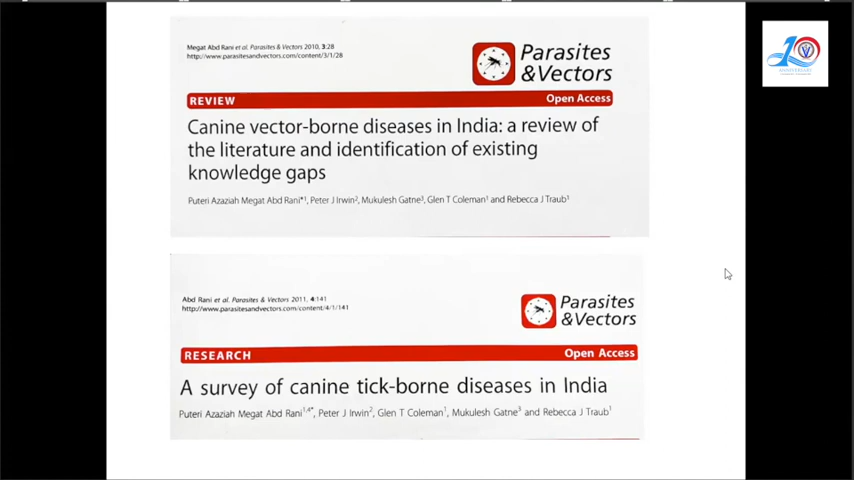 Megat Abd Rani et al. Parasites & Vectors 2010, 3:28
http://www.parasitesandvectors.com/content/3/1/28
Parasites
&Vectors
REVIEW
Open Access
Canine vector-borne diseases in India: a review of
the literature and identification of existing
knowledge gaps
Puteri Azaziah Megat Abd Rani*1, Peter J Irwin2, Mukulesh Gatne3, Glen T Coleman1 and Rebecca J Traub1
10
ANNIVERSARY
Abd Rani et al. Parasites & Vectors 2011, 4:141
http://www.parasitesandvectors.com/content/4/1/141
Parasites
&Vectors
RESEARCH
Open Access
A survey of canine tick-borne diseases in India
Puteri Azaziah Megat Abd Rani1,4*, Peter J Irwin2, Glen T Coleman1, Mukulesh Gatne3 and Rebecca J Traub1